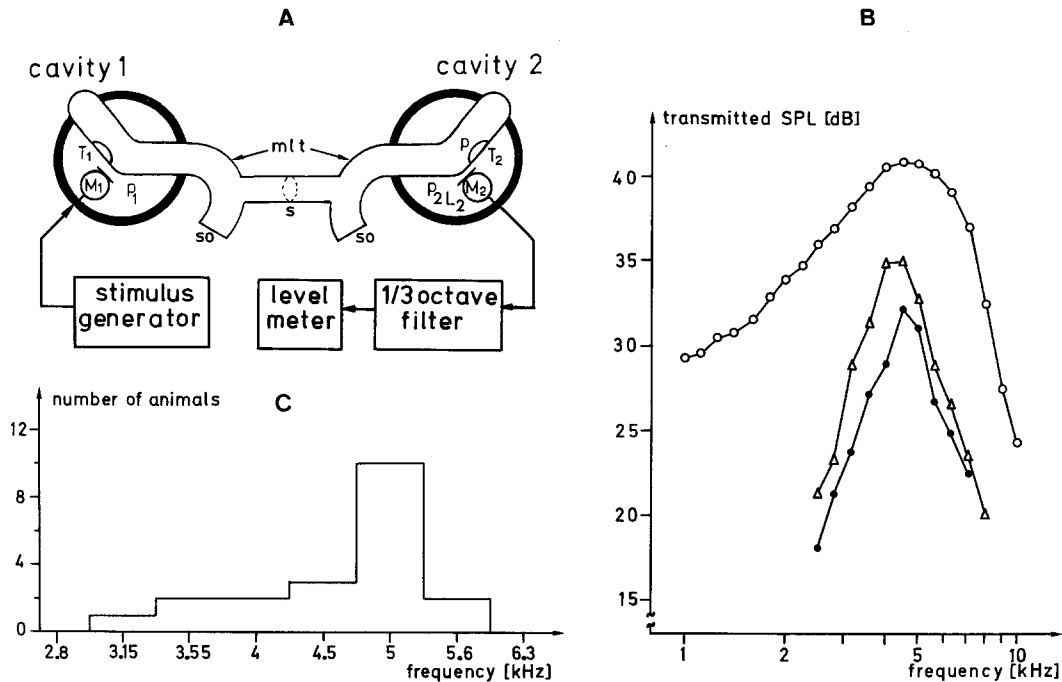 A
B
cavity 1
cavity 2
T1
M1
p1
mlt
s
so
so
p
T2
p2 L2
M2
stimulus
generator
level
meter
1/3 octave
filter
transmitted SPL [dB]
40
35
30
25
20
15
1
2
5
10
frequency [kHz]
number of animals
C
12
8
4
0
2.8
3.15
3.55
4
4.5
5
5.6
6.3
frequency [kHz]